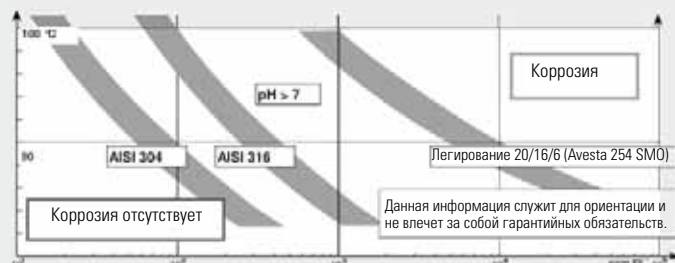 100 °C
Коррозия
pH > 7
50
AISI 304
AISI 316
Легирование 20/16/6 (Avesta 254 SMO)
Коррозия отсутствует
Данная информация служит для ориентации и
не влечет за собой гарантийных обязательств.